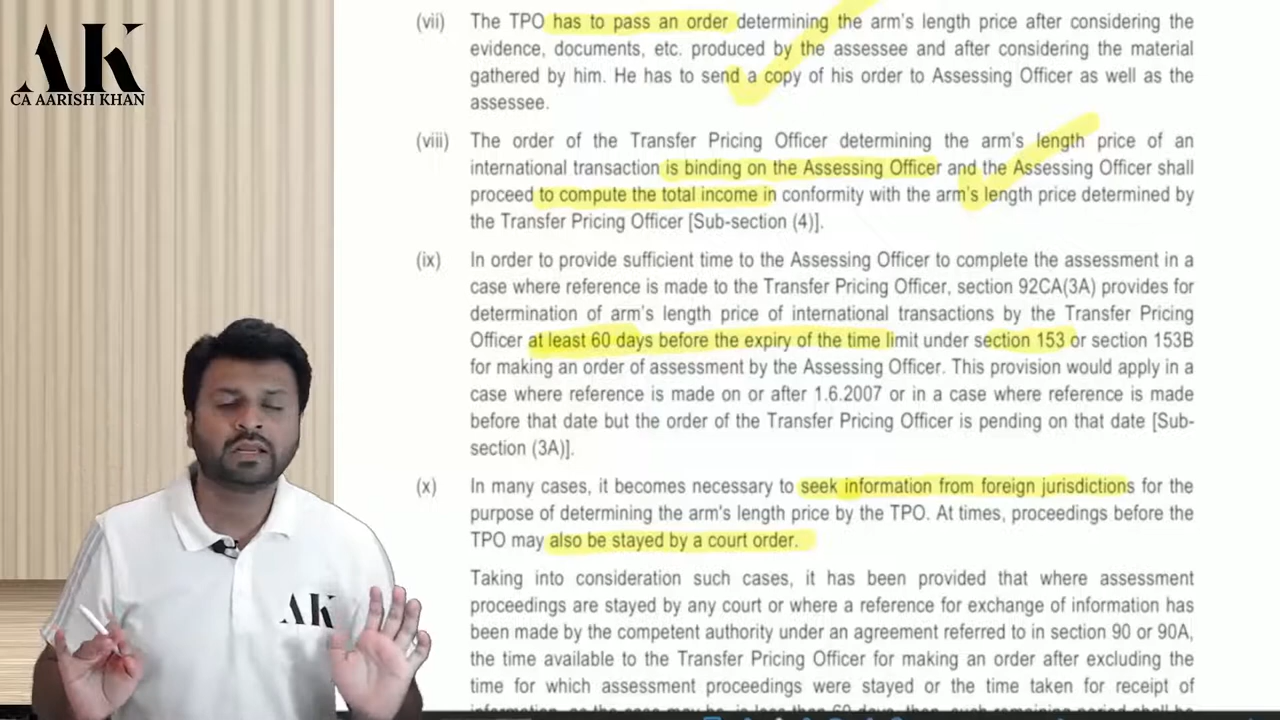 AK
CA AARISH KHAN
(vii) The TPO has to pass an order determining the arm's length price after considering the
evidence, documents, etc. produced by the assessee and after considering the material
gathered by him. He has to send a copy of his order to Assessing Officer as well as the
assessee.
(viii) The order of the Transfer Pricing Officer determining the arm's length price of an
international transaction is binding on the Assessing Officer and the Assessing Officer shall
proceed to compute the total income in conformity with the arm's length price determined by
the Transfer Pricing Officer [Sub-section (4)].
(ix) In order to provide sufficient time to the Assessing Officer to complete the assessment in a
case where reference is made to the Transfer Pricing Officer, section 92CA(3A) provides for
determination of arm's length price of international transactions by the Transfer Pricing
Officer at least 60 days before the expiry of the time limit under section 153 or section 153B
for making an order of assessment by the Assessing Officer. This provision would apply in a
case where reference is made on or after 1.6.2007 or in a case where reference is made
before that date but the order of the Transfer Pricing Officer is pending on that date [Sub-
section (3A)].
(x) In many cases, it becomes necessary to seek information from foreign jurisdictions for the
purpose of determining the arm's length price by the TPO. At times, proceedings before the
TPO may also be stayed by a court order.
Taking into consideration such cases, it has been provided that where assessment
proceedings are stayed by any court or where a reference for exchange of information has
been made by the competent authority under an agreement referred to in section 90 or 90A,
the time available to the Transfer Pricing Officer for making an order after excluding the
time for which assessment proceedings were stayed or the time taken for receipt of
AK